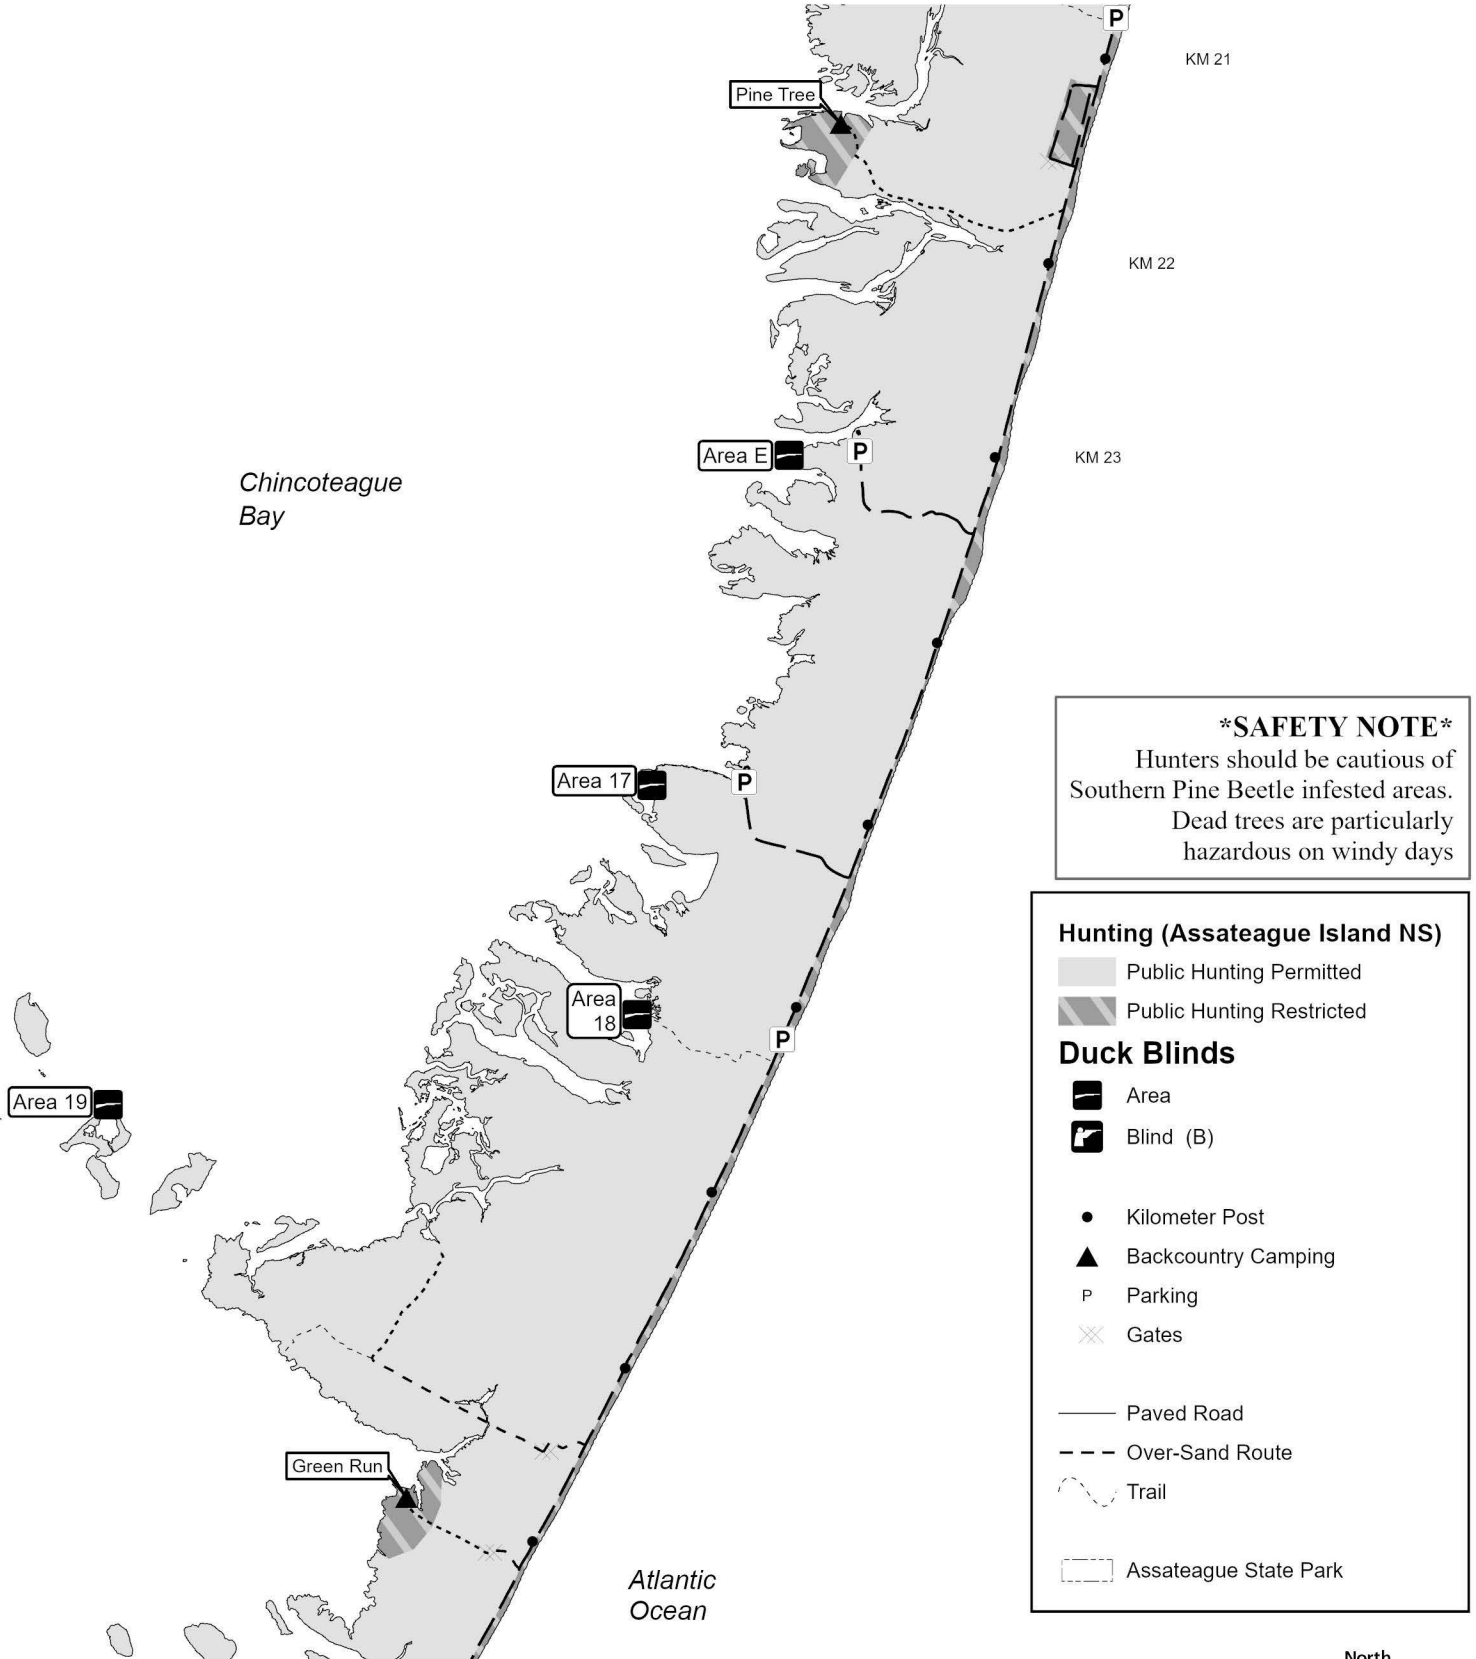 P
KM 21
Pine Tree
KM 22
Area E
P
KM 23
Chincoteague
Bay
*SAFETY NOTE*
Hunters should be cautious of
Southern Pine Beetle infested areas.
Dead trees are particularly
hazardous on windy days
Area 17
P
Hunting (Assateague Island NS)
Public Hunting Permitted
Public Hunting Restricted
Duck Blinds
Area
Blind (B)
Kilometer Post
Backcountry Camping
P Parking
Gates
Paved Road
Over-Sand Route
Trail
Assateague State Park
Area
18
P
Area 19
Green Run
Atlantic
Ocean
North